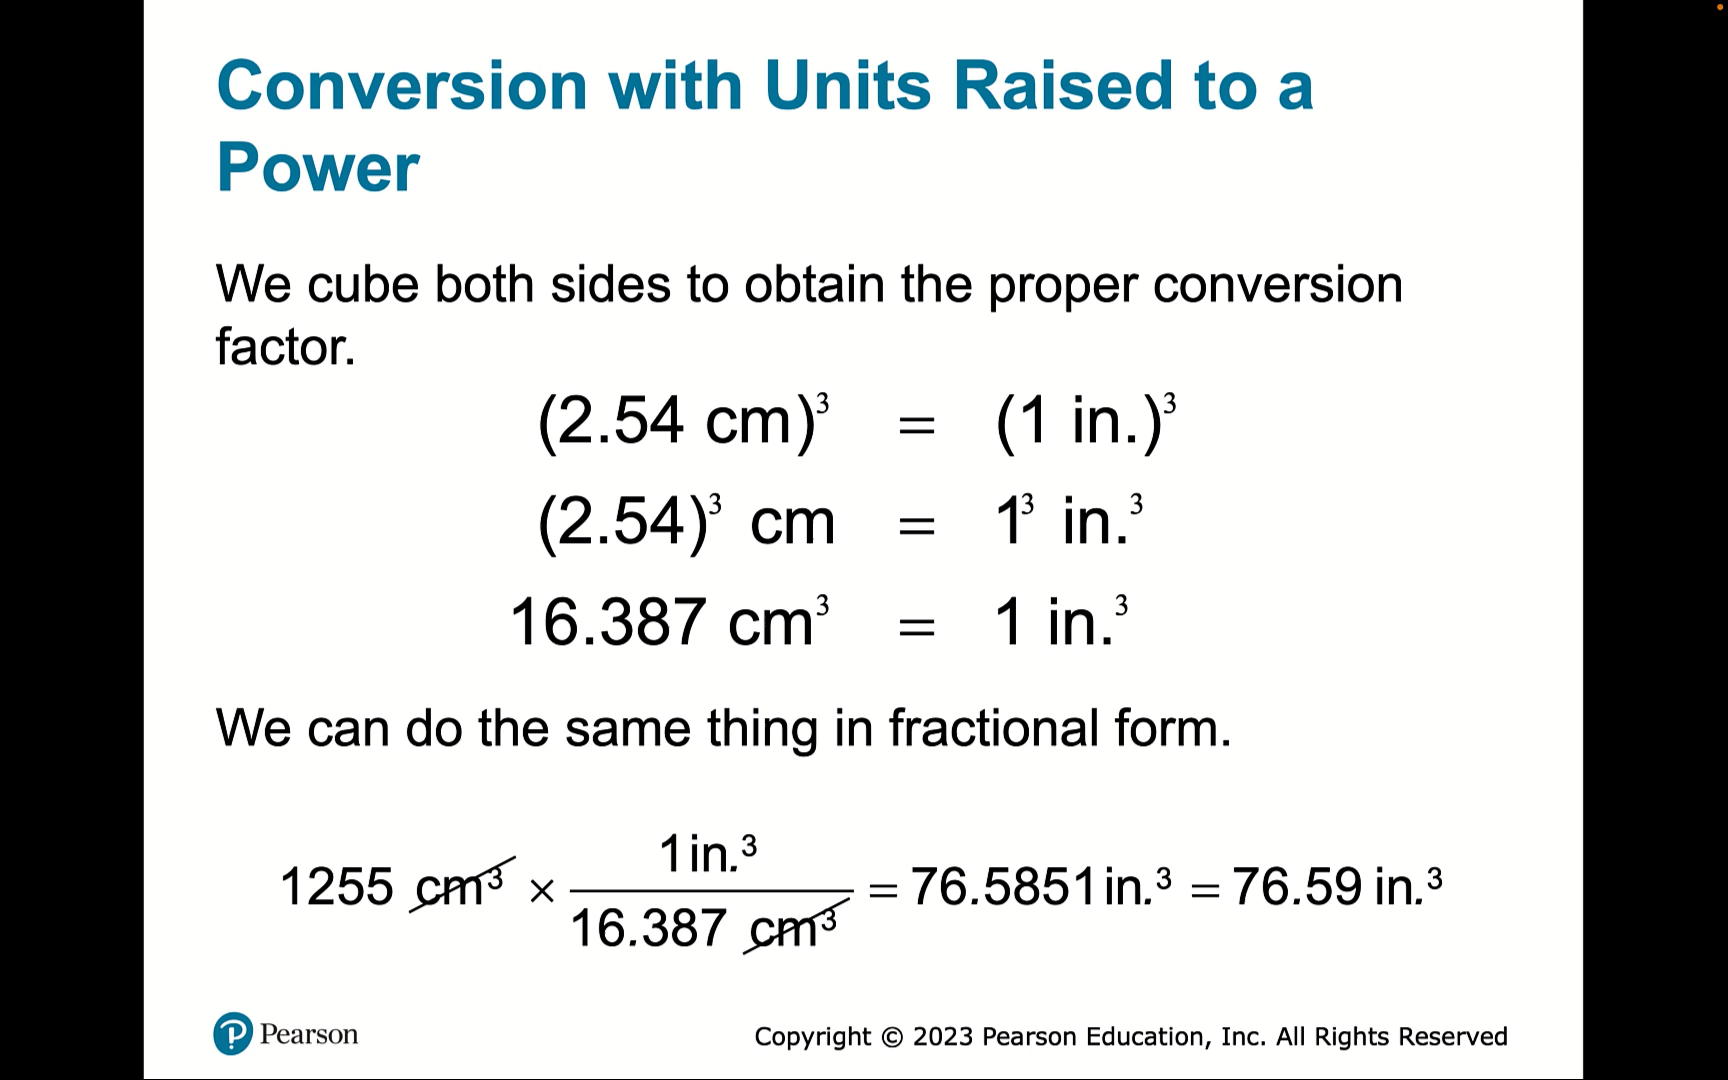 Conversion with Units Raised to a
Power
We cube both sides to obtain the proper conversion
factor.
(2.54 cm)³ = (1 in.)³
(2.54)³ cm = 1³ in.³
16.387 cm³ = 1 in.³
We can do the same thing in fractional form.
1255 cm³ × 1 in.³ / 16.387 cm³ = 76.5851 in.³ = 76.59 in.³
P Pearson
Copyright © 2023 Pearson Education, Inc. All Rights Reserved